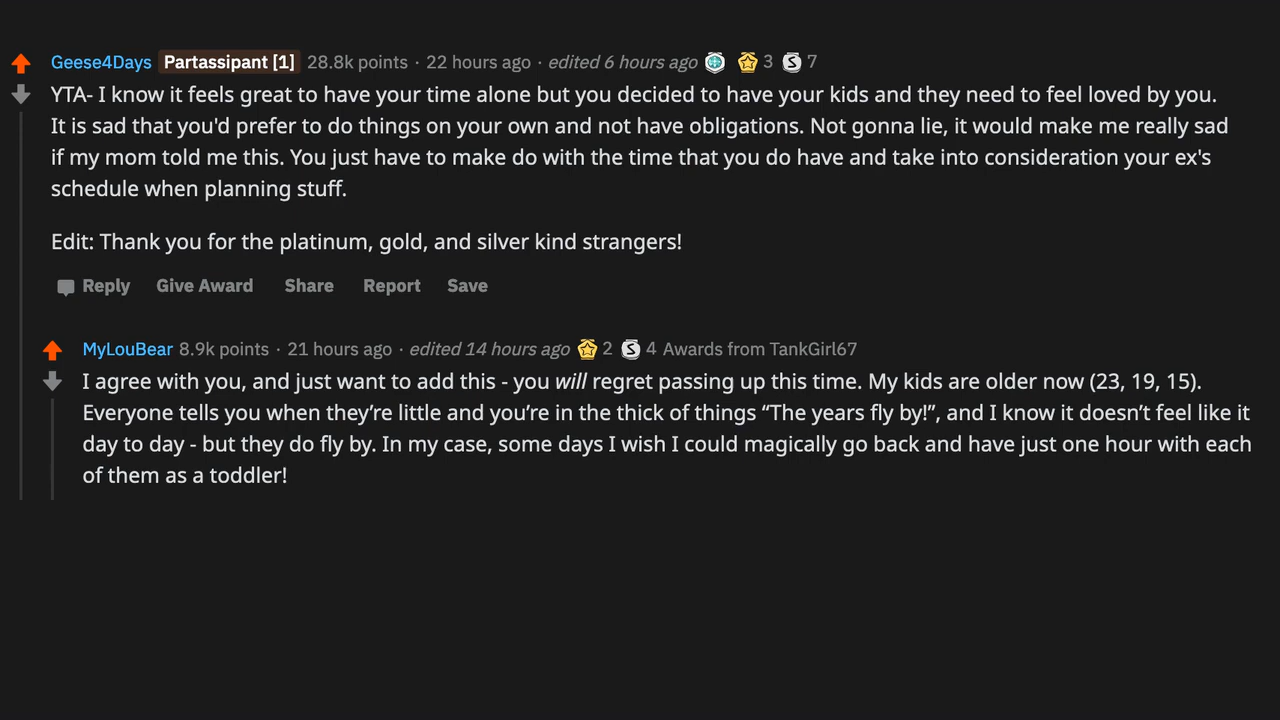 Geese4Days Partassipant [1] 28.8k points · 22 hours ago · edited 6 hours ago 3 S 7
YTA- I know it feels great to have your time alone but you decided to have your kids and they need to feel loved by you.
It is sad that you'd prefer to do things on your own and not have obligations. Not gonna lie, it would make me really sad
if my mom told me this. You just have to make do with the time that you do have and take into consideration your ex's
schedule when planning stuff.
Edit: Thank you for the platinum, gold, and silver kind strangers!
Reply Give Award Share Report Save
MyLouBear 8.9k points · 21 hours ago · edited 14 hours ago 2 S 4 Awards from TankGirl67
I agree with you, and just want to add this - you will regret passing up this time. My kids are older now (23, 19, 15).
Everyone tells you when they’re little and you’re in the thick of things “The years fly by!”, and I know it doesn’t feel like it
day to day - but they do fly by. In my case, some days I wish I could magically go back and have just one hour with each
of them as a toddler!